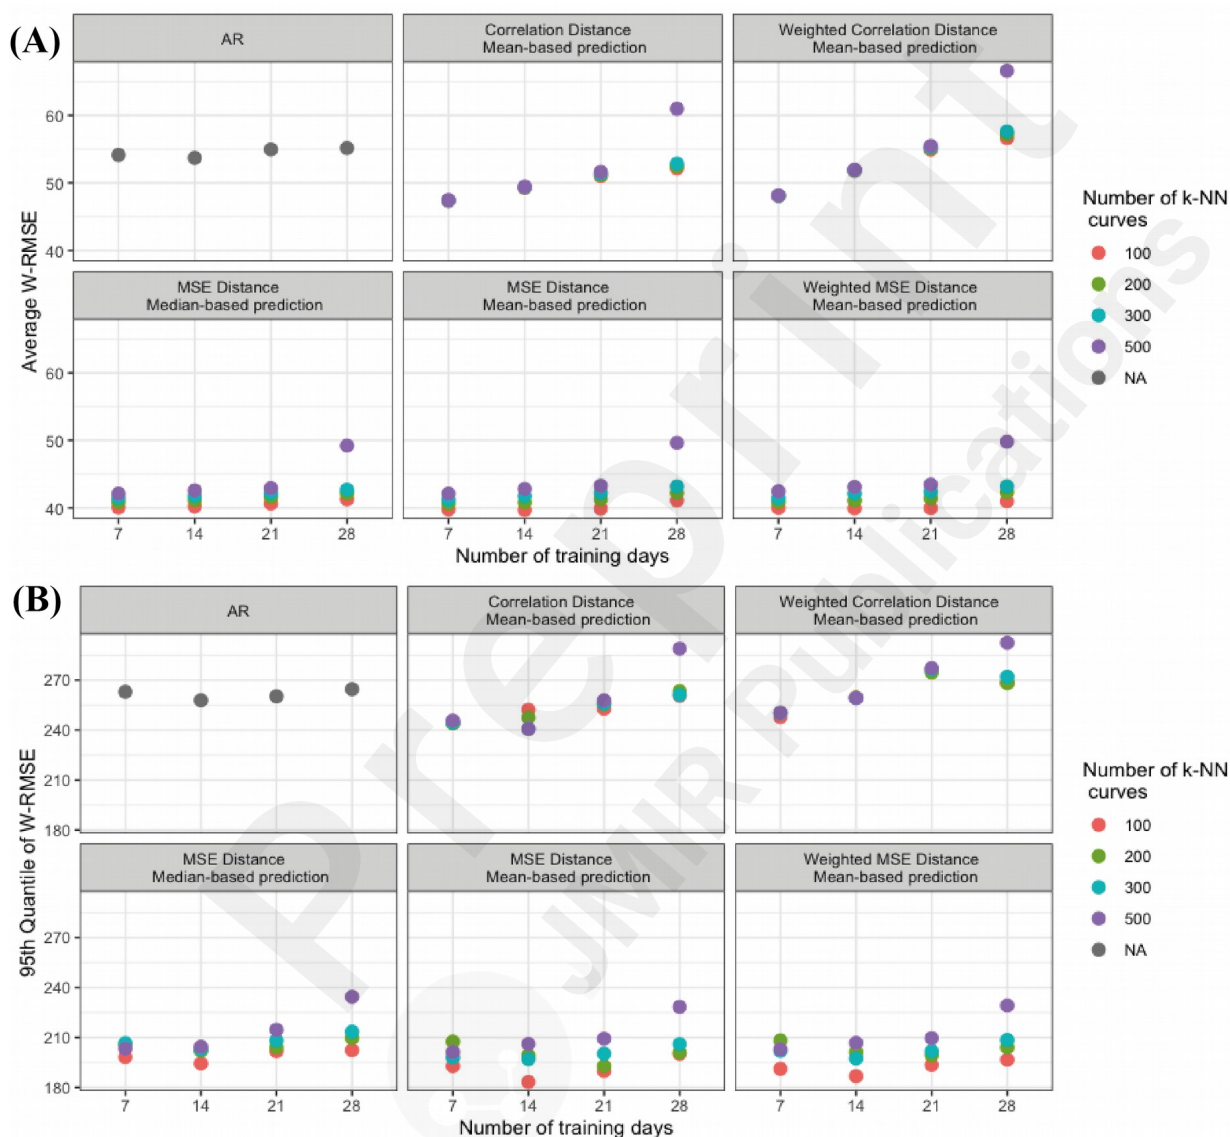 (A)
AR
Correlation Distance
Mean-based prediction
Weighted Correlation Distance
Mean-based prediction
60
50
40
MSE Distance
Median-based prediction
MSE Distance
Mean-based prediction
Weighted MSE Distance
Mean-based prediction
60
50
40
Average W-RMSE
7 14 21 28
7 14 21 28
7 14 21 28
Number of training days
Number of k-NN
curves
100
200
300
500
NA
(B)
AR
Correlation Distance
Mean-based prediction
Weighted Correlation Distance
Mean-based prediction
270
240
210
180
MSE Distance
Median-based prediction
MSE Distance
Mean-based prediction
Weighted MSE Distance
Mean-based prediction
270
240
210
180
95th Quantile of W-RMSE
7 14 21 28
7 14 21 28
7 14 21 28
Number of training days
Number of k-NN
curves
100
200
300
500
NA
Preprint
JMIR Publications